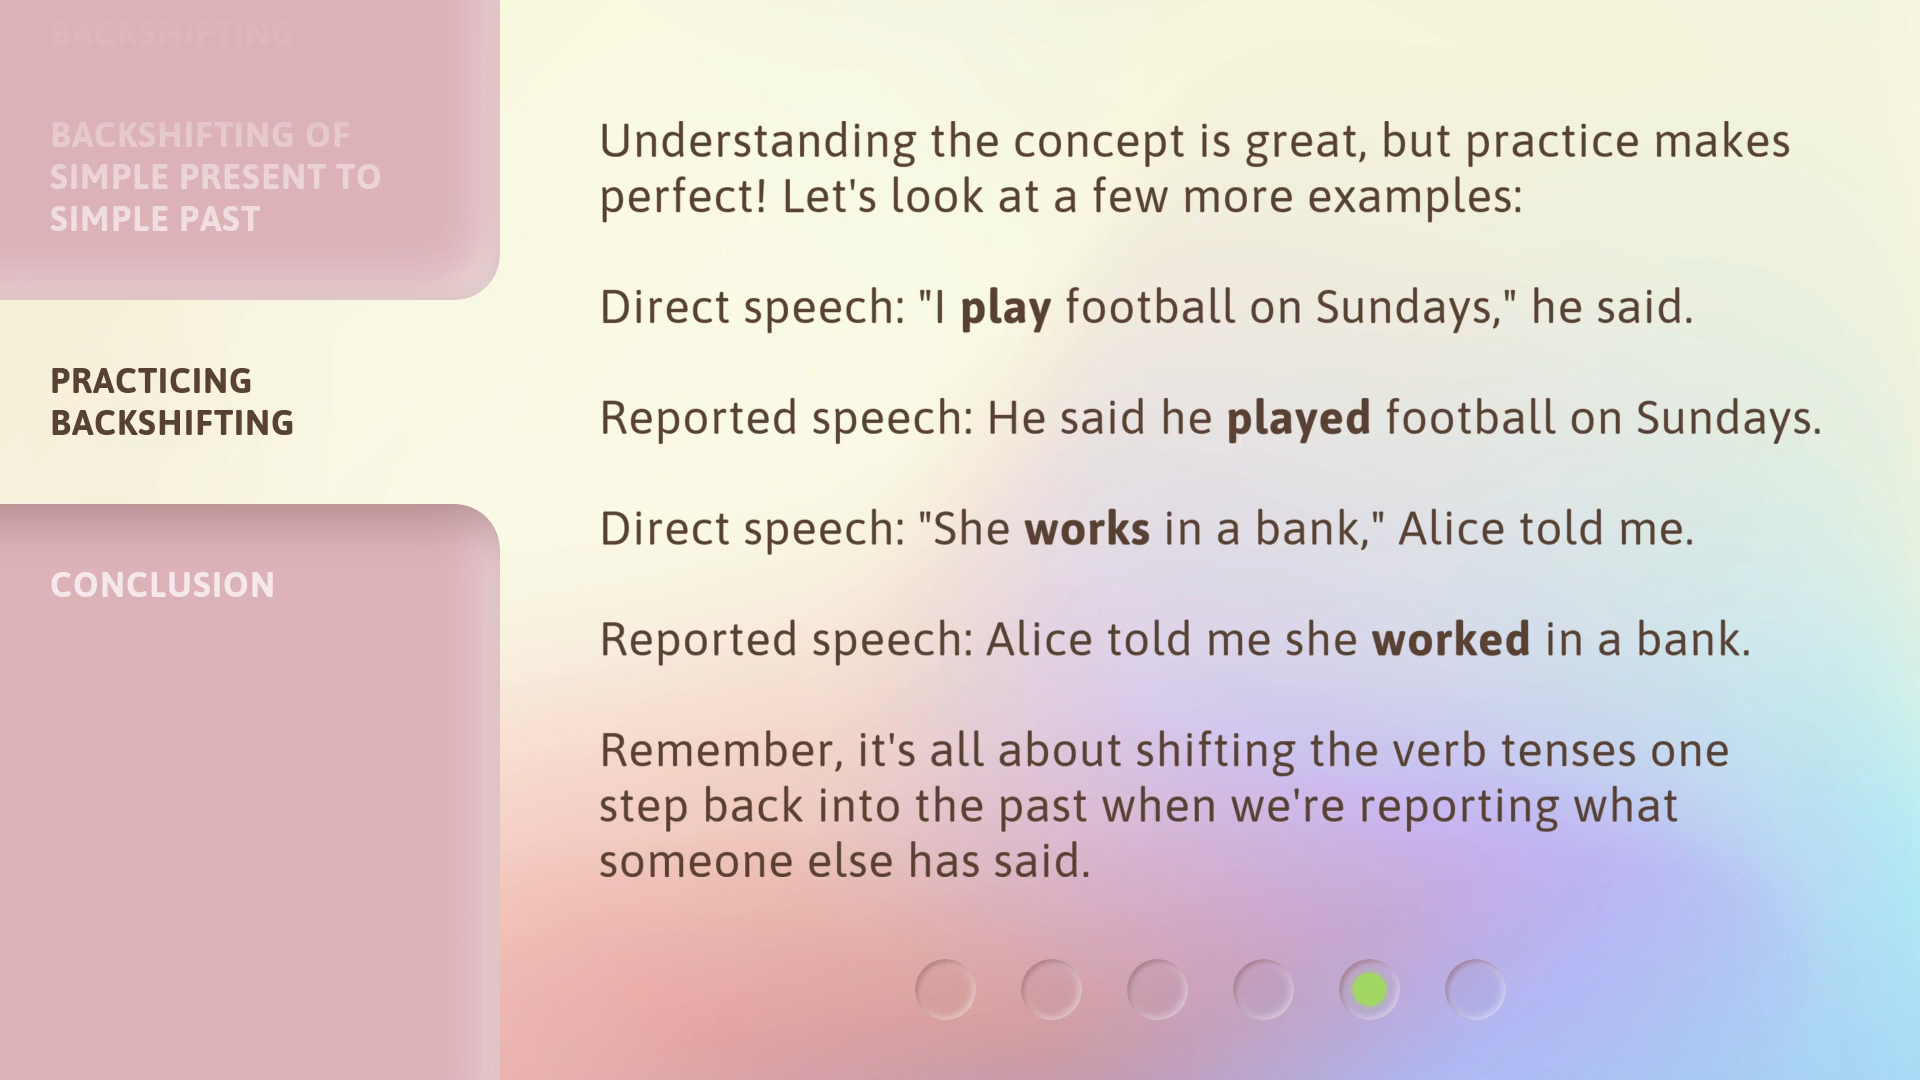 BACKSHIFTING
BACKSHIFTING OF
SIMPLE PRESENT TO
SIMPLE PAST
PRACTICING
BACKSHIFTING
CONCLUSION
Understanding the concept is great, but practice makes
perfect! Let's look at a few more examples:
Direct speech: "I play football on Sundays," he said.
Reported speech: He said he played football on Sundays.
Direct speech: "She works in a bank," Alice told me.
Reported speech: Alice told me she worked in a bank.
Remember, it's all about shifting the verb tenses one
step back into the past when we're reporting what
someone else has said.